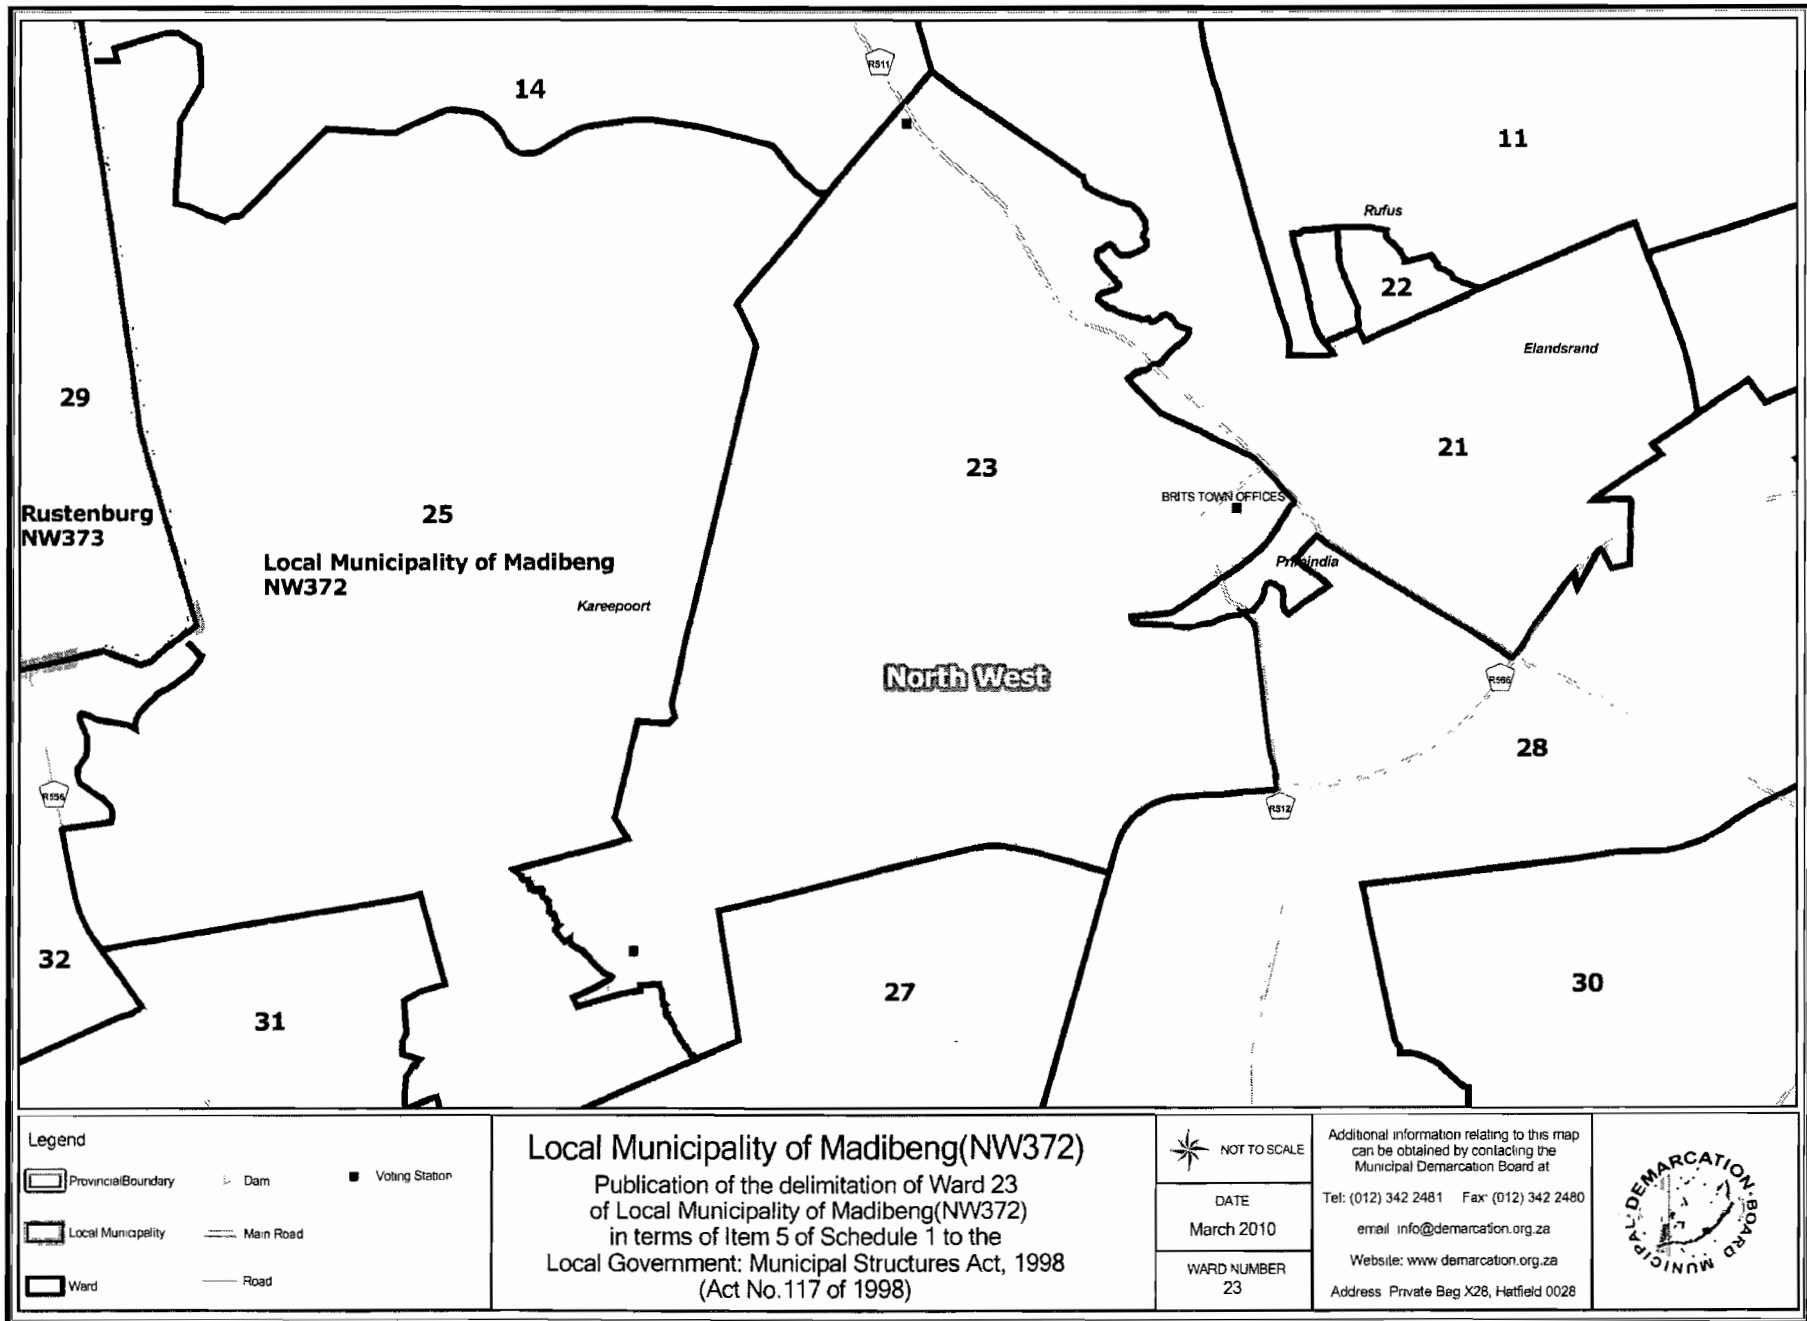 R511
14
11
Rufus
22
Elandsrand
29
23
21
BRITS TOWN OFFICES
Rustenburg
NW373
25
Local Municipality of Madibeng
NW372
Kareepoort
North West
R512
28
32
31
27
30
Legend
Provincial Boundary
Dam
Voting Station
Local Municipality
Main Road
Ward
Road
Local Municipality of Madibeng(NW372)
Publication of the delimitation of Ward 23
of Local Municipality of Madibeng(NW372)
in terms of Item 5 of Schedule 1 to the
Local Government: Municipal Structures Act, 1998
(Act No.117 of 1998)
NOT TO SCALE
DATE
March 2010
WARD NUMBER
23
Additional information relating to this map
can be obtained by contacting the
Municipal Demarcation Board at
Tel: (012) 342 2481 Fax: (012) 342 2480
email info@demarcation.org.za
Website: www demarcation.org.za
Address Private Bag X28, Hatfield 0028
MUNICIPAL DEMARCATION BOARD